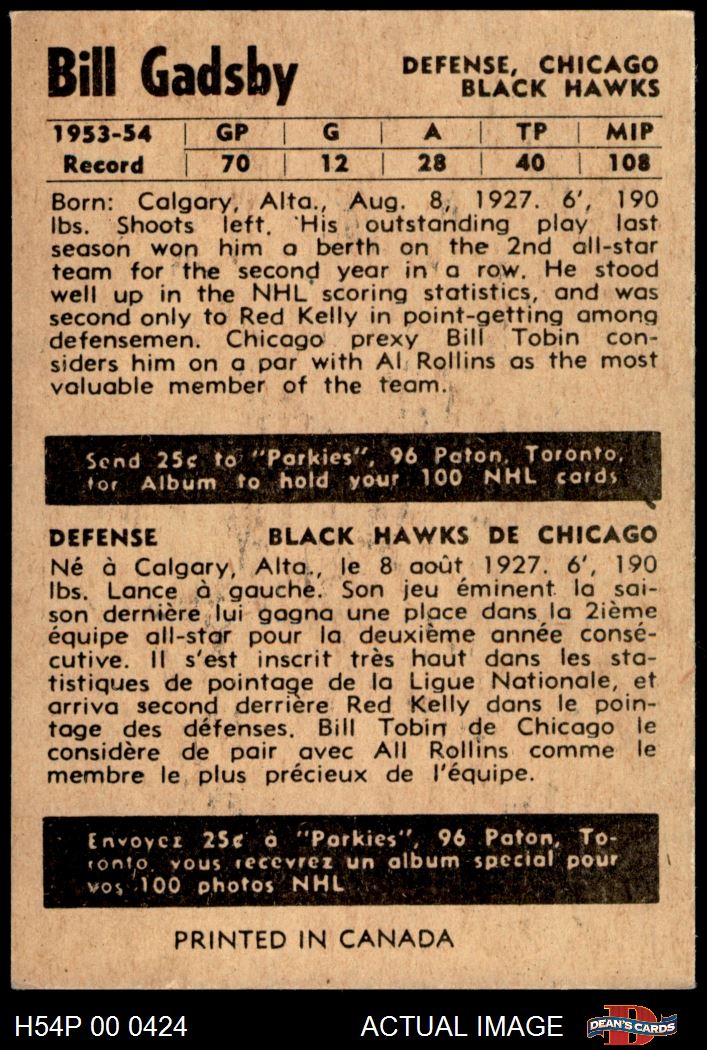 Bill Gadsby
DEFENSE, CHICAGO
BLACK HAWKS
1953-54 | GP | G | A | TP | MIP
Record | 70 | 12 | 28 | 40 | 108
Born: Calgary, Alta., Aug. 8, 1927. 6', 190
lbs. Shoots left. His outstanding play last
season won him a berth on the 2nd all-star
team for the second year in a row. He stood
well up in the NHL scoring statistics, and was
second only to Red Kelly in point-getting among
defensemen. Chicago prexy Bill Tobin con-
siders him on a par with Al Rollins as the most
valuable member of the team.
Send 25¢ to "Parkies", 96 Paton, Toronto,
for Album to hold your 100 NHL cards
DEFENSE BLACK HAWKS DE CHICAGO
Né à Calgary, Alta., le 8 août 1927. 6', 190
lbs. Lance à gauche. Son jeu éminent la sai-
son dernière lui gagna une place dans la 2ième
équipe all-star pour la deuxième année consé-
cutive. Il s'est inscrit très haut dans les sta-
tistiques de pointage de la Ligue Nationale, et
arriva second derrière Red Kelly dans le poin-
tage des défenses. Bill Tobin de Chicago le
considère de pair avec All Rollins comme le
membre le plus précieux de l'équipe.
Envoyez 25¢ à "Parkies", 96 Paton, To-
ronto, vous recevrez un album special pour
vos 100 photos NHL
PRINTED IN CANADA
H54P 00 0424 ACTUAL IMAGE DEAN'S CARDS